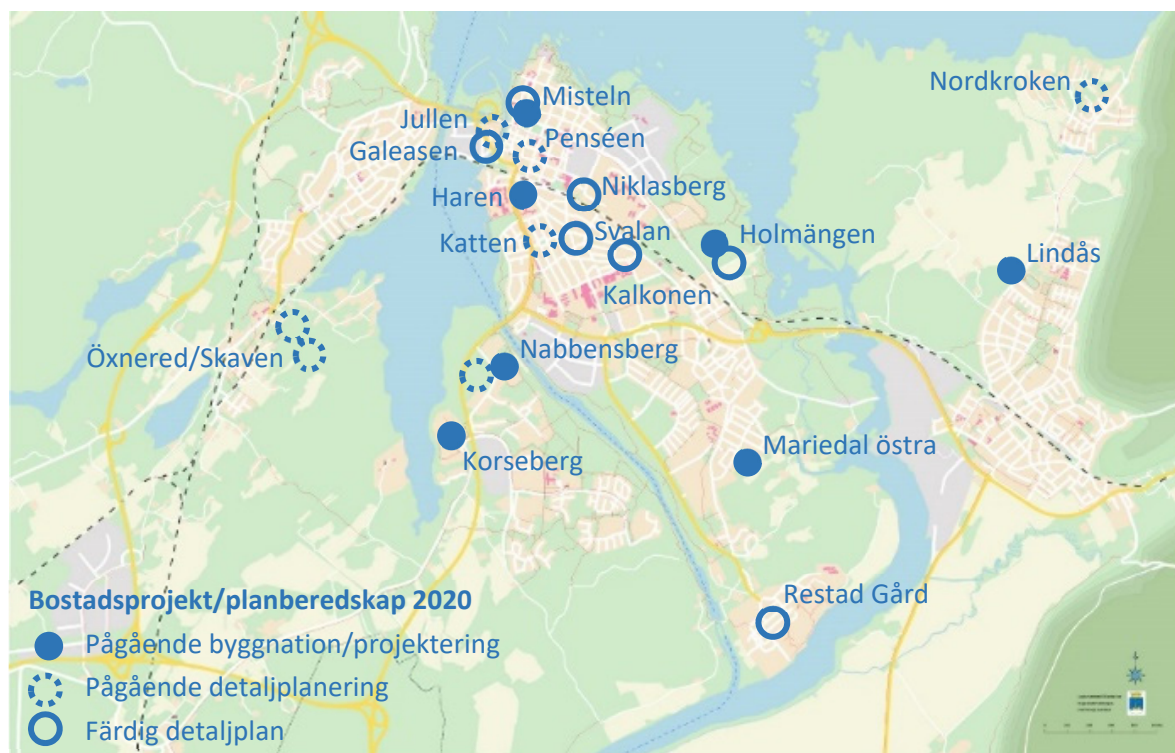 Nordkroken
Misteln
Jullen
Penséen
Galeasen
Haren
Niklasberg
Katten
Svalan
Holmängen
Lindås
Kalkonen
Öxnered/Skaven
Nabbensberg
Korseberg
Mariedal östra
Restad Gård
Bostadsprojekt/planberedskap 2020
Pågående byggnation/projektering
Pågående detaljplanering
Färdig detaljplan